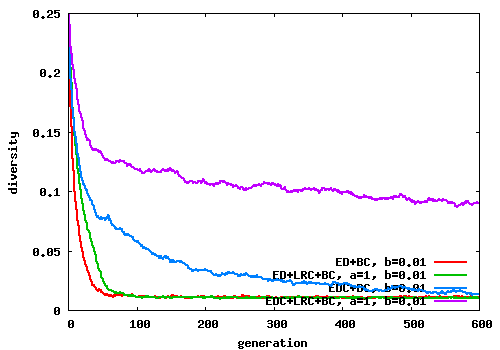 0.25
0.2
0.15
0.1
0.05
0
diversity
ED+BC, b=0.01
ED+LRC+BC, a=1, b=0.01
EDC+BC, b=0.01
EDC+LRC+BC, a=1, b=0.01
0 100 200 300 400 500 600
generation